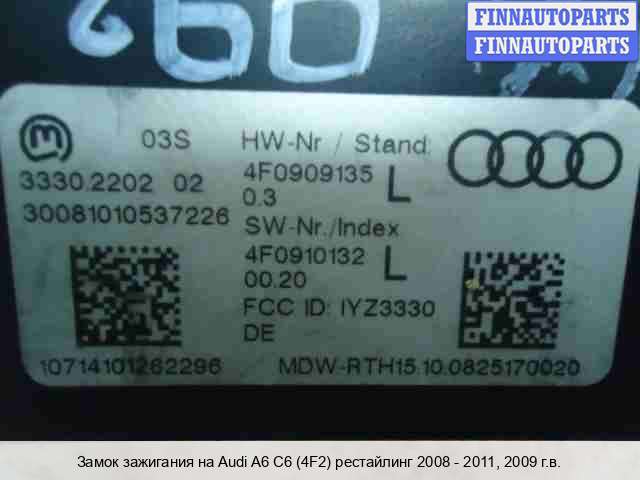 '60
FINNAUTOPARTS
FINNAUTOPARTS
03S
HW-Nr / Stand:
3330.2202 02
4F0909135 L
0.3
30081010537226
SW-Nr./Index
4F0910132 L
00.20
FCC ID: IYZ3330
DE
10714101262296
MDW-RTH15.10.0825170020
Замок зажигания на Audi A6 C6 (4F2) рестайлинг 2008 - 2011, 2009 г.в.